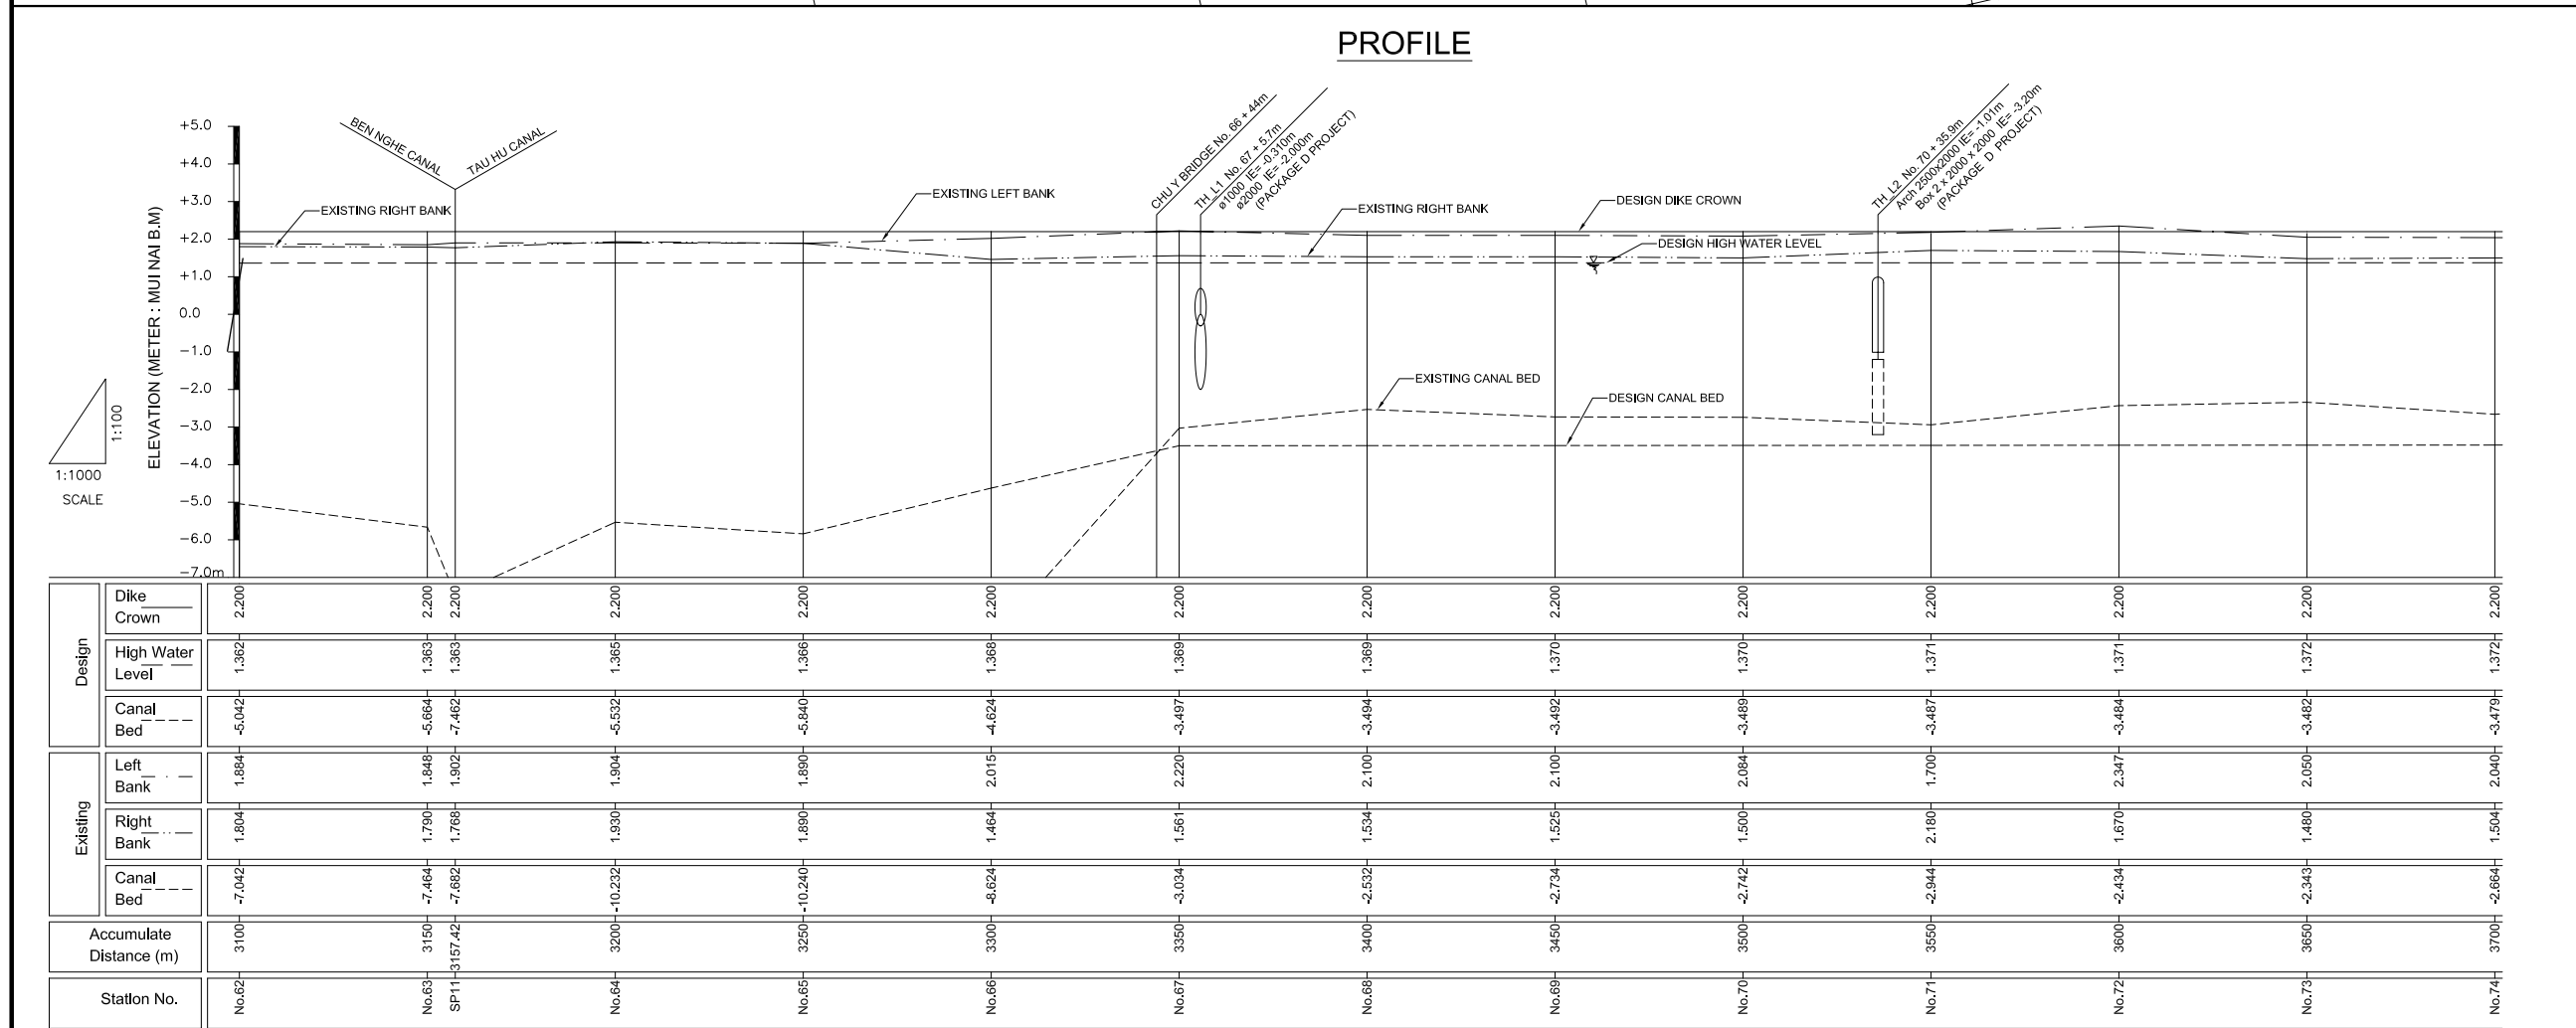 PROFILE
BEN NGHE CANAL
TAU HU CANAL
CHU Y BRIDGE No. 66 + 44m
TH_L1 No. 67 + 5.7m
ø1000 IE= -0.310m
ø2000 IE= -2.000m
(PACKAGE D PROJECT)
TH_L2 No. 70 + 35.9m
Arch 2500x2000 IE= -1.01m
Box 2 x 2000 x 2000 IE= -3.20m
(PACKAGE D PROJECT)
ELEVATION (METER : MUI NAI B.M)
+5.0
+4.0
+3.0
+2.0
+1.0
0.0
−1.0
−2.0
−3.0
−4.0
−5.0
−6.0
−7.0m
EXISTING RIGHT BANK
EXISTING LEFT BANK
EXISTING RIGHT BANK
DESIGN DIKE CROWN
DESIGN HIGH WATER LEVEL
EXISTING CANAL BED
DESIGN CANAL BED
1:100
1:1000
SCALE
Design
Dike Crown 2.200 2.200 2.200 2.200 2.200 2.200 2.200 2.200 2.200 2.200 2.200 2.200 2.200 2.200
High Water Level 1.362 1.363 1.363 1.365 1.366 1.368 1.369 1.369 1.370 1.370 1.371 1.371 1.372 1.372
Canal Bed -5.042 -5.664 -7.462 -5.532 -5.840 -4.624 -3.497 -3.494 -3.492 -3.489 -3.487 -3.484 -3.482 -3.479
Existing
Left Bank 1.884 1.848 1.902 1.904 1.890 2.015 2.220 2.100 2.100 2.084 1.700 2.347 2.050 2.040
Right Bank 1.804 1.790 1.768 1.930 1.890 1.464 1.561 1.534 1.525 1.500 2.180 1.670 1.480 1.504
Canal Bed -7.042 -7.464 -7.682 -10.232 -10.240 -8.624 -3.034 -2.532 -2.734 -2.742 -2.944 -2.434 -2.343 -2.664
Accumulate Distance (m) 3100 3150 3157.42 3200 3250 3300 3350 3400 3450 3500 3550 3600 3650 3700
Station No. No.62 No.63 SP11 No.64 No.65 No.66 No.67 No.68 No.69 No.70 No.71 No.72 No.73 No.74